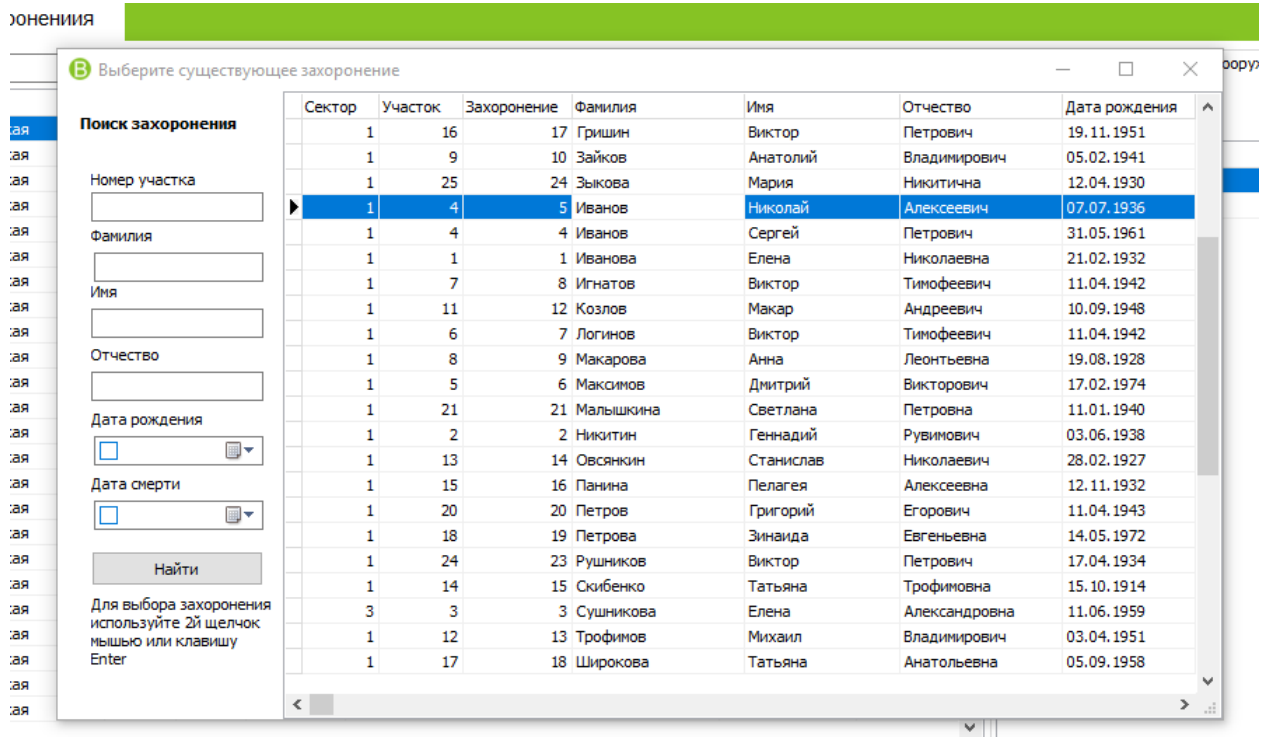 ронениия
Выберите существующее захоронение
Поиск захоронения
Номер участка
Фамилия
Имя
Отчество
Дата рождения
Дата смерти
Найти
Для выбора захоронения
используйте 2й щелчок
мышью или клавишу
Enter
Сектор Участок Захоронение Фамилия Имя Отчество Дата рождения
1 16 17 Гришин Виктор Петрович 19.11.1951
1 9 10 Зайков Анатолий Владимирович 05.02.1941
1 25 24 Зыкова Мария Никитична 12.04.1930
1 4 5 Иванов Николай Алексеевич 07.07.1936
1 4 4 Иванов Сергей Петрович 31.05.1961
1 1 1 Иванова Елена Николаевна 21.02.1932
1 7 8 Игнатов Виктор Тимофеевич 11.04.1942
1 11 12 Козлов Макар Андреевич 10.09.1948
1 6 7 Логинов Виктор Тимофеевич 11.04.1942
1 8 9 Макарова Анна Леонтьевна 19.08.1928
1 5 6 Максимов Дмитрий Викторович 17.02.1974
1 21 21 Малышкина Светлана Петровна 11.01.1940
1 2 2 Никитин Геннадий Рувимович 03.06.1938
1 13 14 Овсянкин Станислав Николаевич 28.02.1927
1 15 16 Панина Пелагея Алексеевна 12.11.1932
1 20 20 Петров Григорий Егорович 11.04.1943
1 18 19 Петрова Зинаида Евгеньевна 14.05.1972
1 24 23 Рушников Виктор Петрович 17.04.1934
1 14 15 Скибенко Татьяна Трофимовна 15.10.1914
3 3 3 Сушникова Елена Александровна 11.06.1959
1 12 13 Трофимов Михаил Владимирович 03.04.1951
1 17 18 Широкова Татьяна Анатольевна 05.09.1958